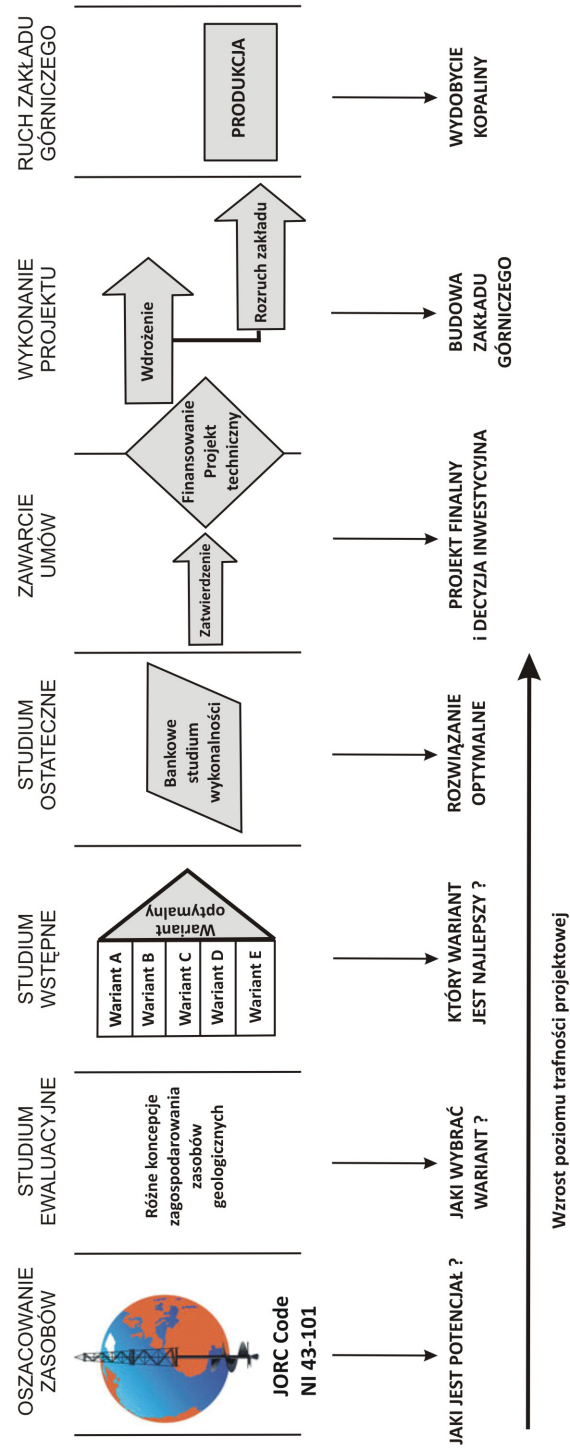 OSZACOWANIE
ZASOBÓW
JORC Code
NI 43-101
JAKI JEST POTENCJAŁ ?
STUDIUM
EWALUACYJNE
Różne koncepcje
zagospodarowania
zasobów
geologicznych
JAKI WYBRAĆ
WARIANT ?
STUDIUM
WSTĘPNE
Wariant A
Wariant B
Wariant C
Wariant D
Wariant E
Wariant
optymalny
KTÓRY WARIANT
JEST NAJLEPSZY ?
STUDIUM
OSTATECZNE
Bankowe
studium
wykonalności
ROZWIĄZANIE
OPTYMALNE
ZAWARCIE
UMÓW
Zatwierdzenie
Finansowanie
Projekt
techniczny
PROJEKT FINALNY
i DECYZJA INWESTYCYJNA
WYKONANIE
PROJEKTU
Wdrożenie
Rozruch zakładu
BUDOWA
ZAKŁADU
GÓRNICZEGO
RUCH ZAKŁADU
GÓRNICZEGO
PRODUKCJA
WYDOBYCIE
KOPALINY
Wzrost poziomu trafności projektowej